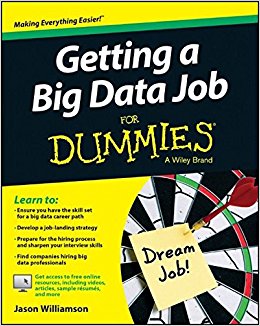 Making Everything Easier!™
Getting a
Big Data Job
FOR
DUMMIES®
A Wiley Brand
Learn to:
• Ensure you have the skill set
for a big data career path
• Develop a job-landing strategy
• Prepare for the hiring process
and sharpen your interview skills
• Find companies hiring big
data professionals
Get access to free online
resources, including videos,
articles, sample résumés,
and more
Jason Williamson
Dream
Job!